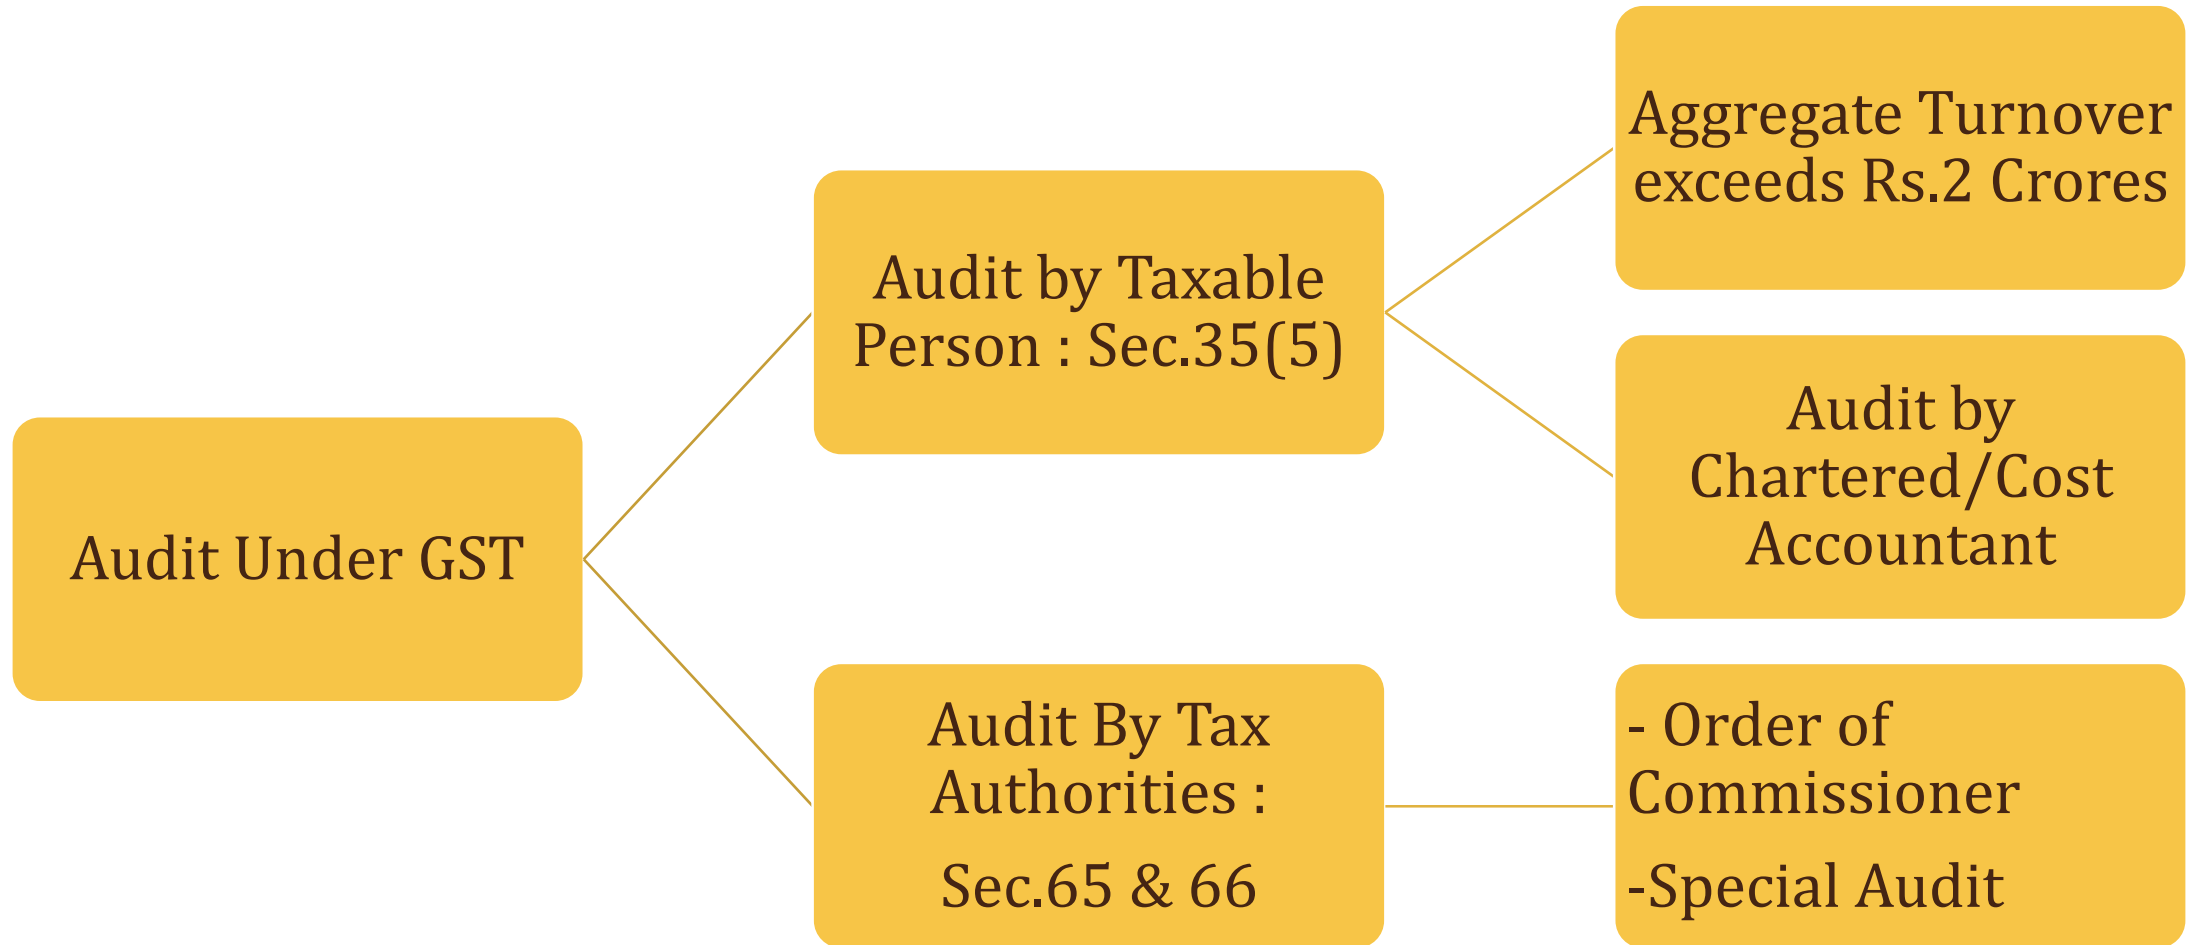 Audit Under GST
Audit by Taxable
Person : Sec.35(5)
Aggregate Turnover
exceeds Rs.2 Crores
Audit by
Chartered/Cost
Accountant
Audit By Tax
Authorities :
Sec.65 & 66
- Order of
Commissioner
-Special Audit